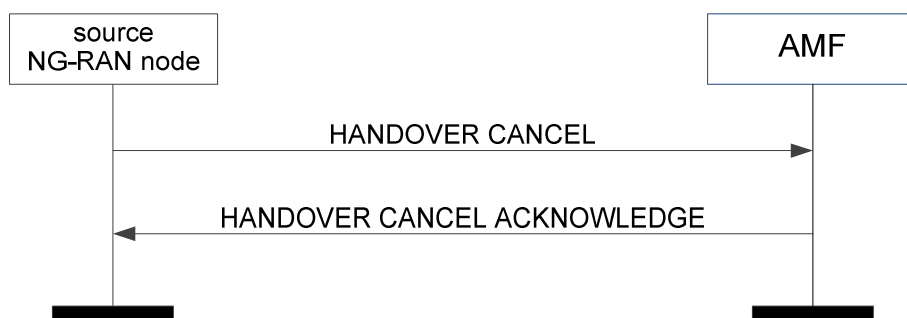 source
NG-RAN node
AMF
HANDOVER CANCEL
HANDOVER CANCEL ACKNOWLEDGE